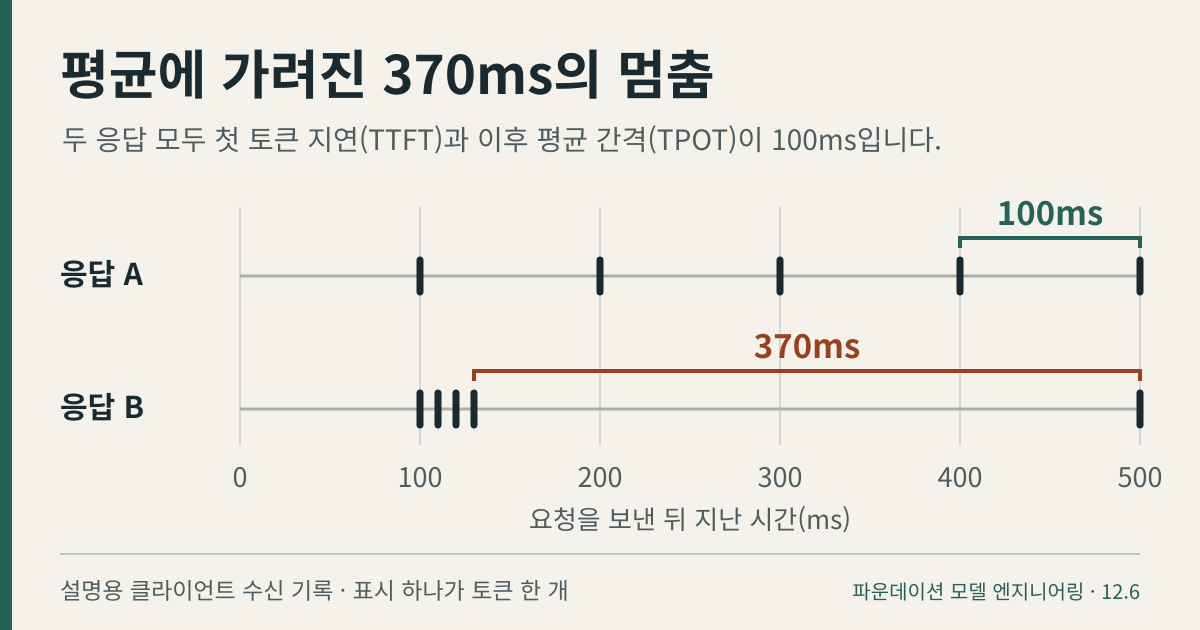 평균에 가려진 370ms의 멈춤
두 응답 모두 첫 토큰 지연(TTFT)과 이후 평균 간격(TPOT)이 100ms입니다.
100ms
응답 A
370ms
응답 B
0 100 200 300 400 500
요청을 보낸 뒤 지난 시간(ms)
설명용 클라이언트 수신 기록 · 표시 하나가 토큰 한 개
파운데이션 모델 엔지니어링 · 12.6